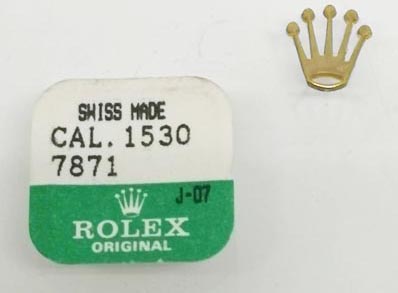 SWISS MADE
CAL. 1530
7871
J-07
ROLEX
ORIGINAL